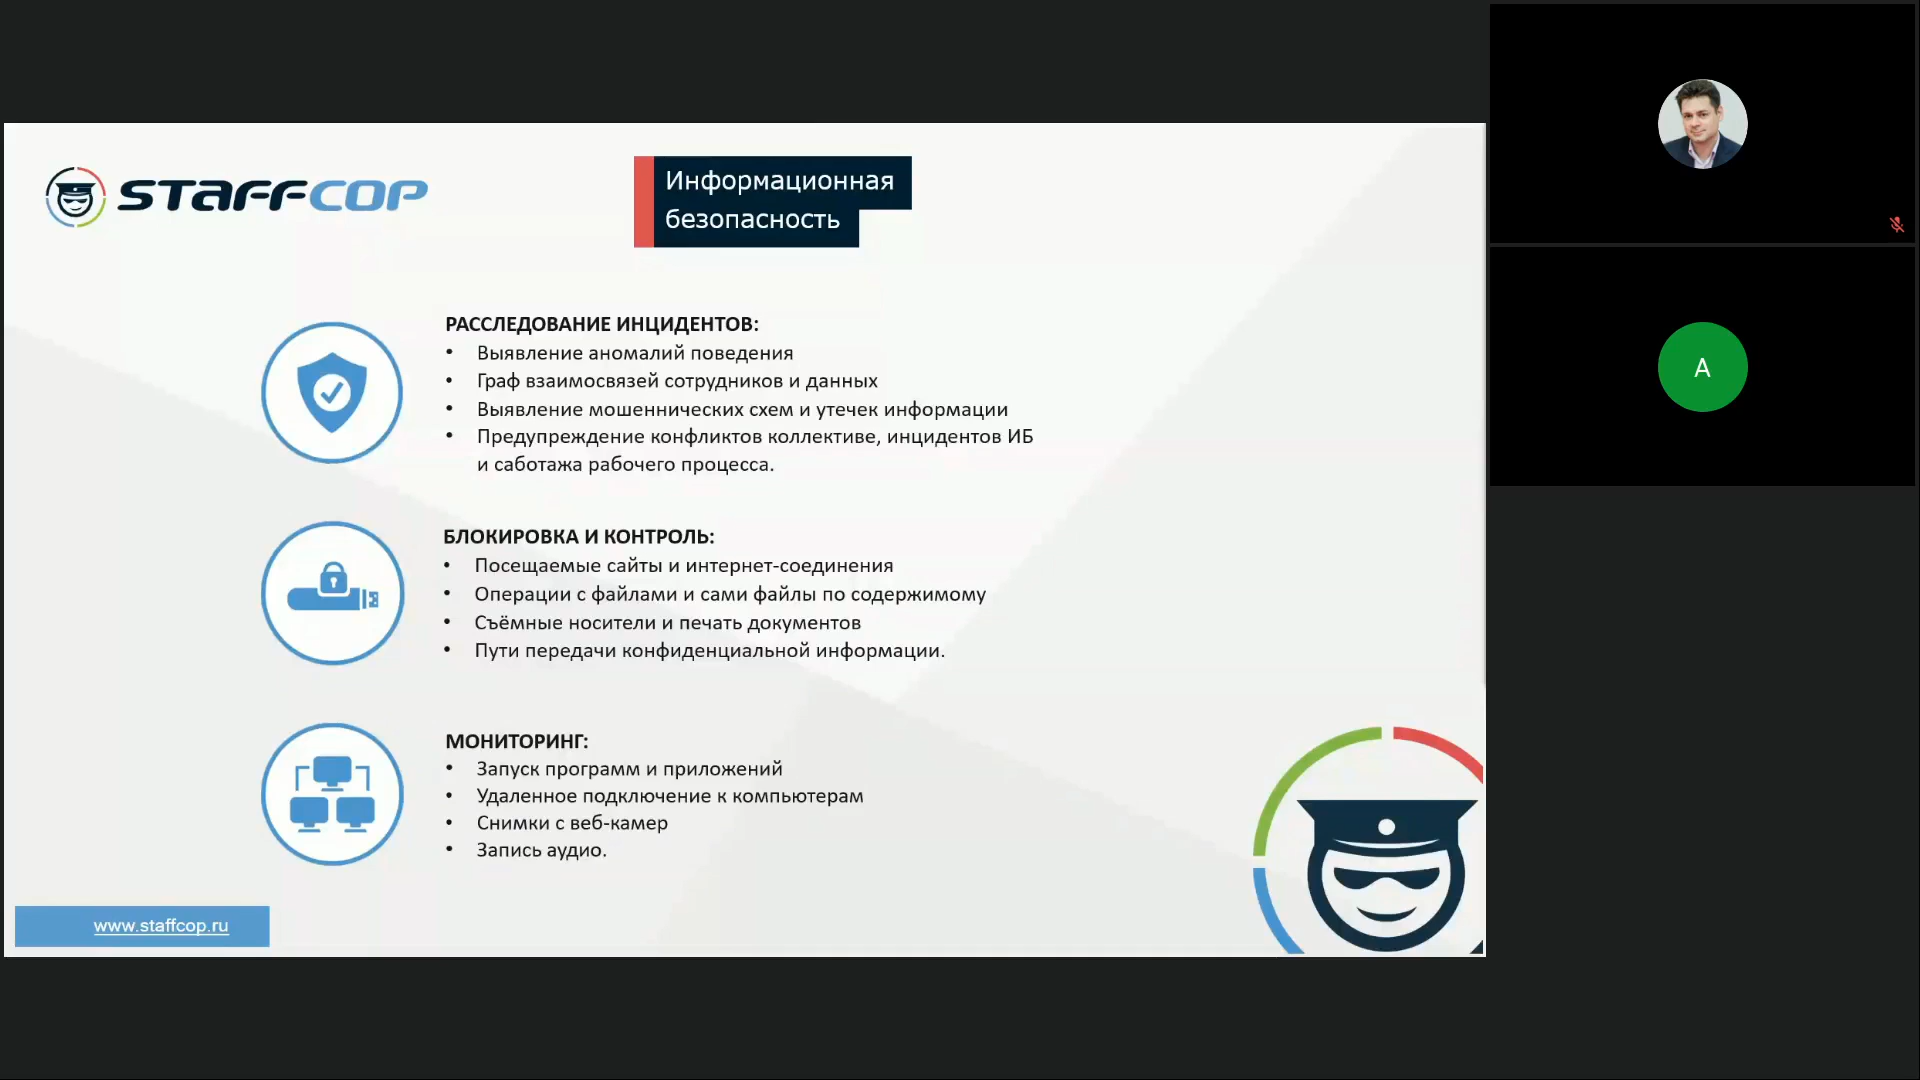 STAFFCOP
Информационная
безопасность
РАССЛЕДОВАНИЕ ИНЦИДЕНТОВ:
• Выявление аномалий поведения
• Граф взаимосвязей сотрудников и данных
• Выявление мошеннических схем и утечек информации
• Предупреждение конфликтов коллективе, инцидентов ИБ
и саботажа рабочего процесса.
БЛОКИРОВКА И КОНТРОЛЬ:
• Посещаемые сайты и интернет-соединения
• Операции с файлами и сами файлы по содержимому
• Съёмные носители и печать документов
• Пути передачи конфиденциальной информации.
МОНИТОРИНГ:
• Запуск программ и приложений
• Удаленное подключение к компьютерам
• Снимки с веб-камер
• Запись аудио.
www.staffcop.ru
А